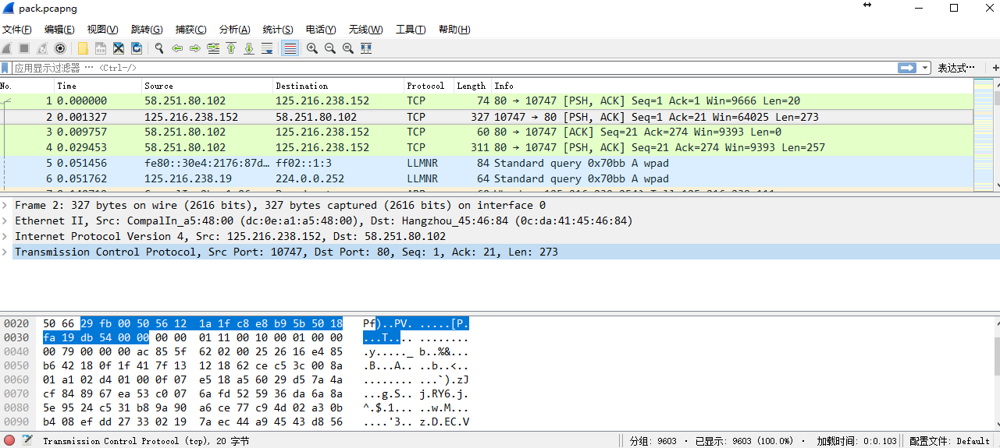 pack.pcapng
文件(F) 编辑(E) 视图(V) 跳转(G) 捕获(C) 分析(A) 统计(S) 电话(Y) 无线(W) 工具(T) 帮助(H)
应用显示过滤器 … <Ctrl-/> 表达式… +
No. Time Source Destination Protocol Length Info
1 0.000000 58.251.80.102 125.216.238.152 TCP 74 80 → 10747 [PSH, ACK] Seq=1 Ack=1 Win=9666 Len=20
2 0.001327 125.216.238.152 58.251.80.102 TCP 327 10747 → 80 [PSH, ACK] Seq=1 Ack=21 Win=64025 Len=273
3 0.009757 58.251.80.102 125.216.238.152 TCP 60 80 → 10747 [ACK] Seq=21 Ack=274 Win=9393 Len=0
4 0.029453 58.251.80.102 125.216.238.152 TCP 311 80 → 10747 [PSH, ACK] Seq=21 Ack=274 Win=9393 Len=257
5 0.051456 fe80::30e4:2176:87d… ff02::1:3 LLMNR 84 Standard query 0x70bb A wpad
6 0.051762 125.216.238.19 224.0.0.252 LLMNR 64 Standard query 0x70bb A wpad
Frame 2: 327 bytes on wire (2616 bits), 327 bytes captured (2616 bits) on interface 0
Ethernet II, Src: CompalIn_a5:48:00 (dc:0e:a1:a5:48:00), Dst: Hangzhou_45:46:84 (0c:da:41:45:46:84)
Internet Protocol Version 4, Src: 125.216.238.152, Dst: 58.251.80.102
Transmission Control Protocol, Src Port: 10747, Dst Port: 80, Seq: 1, Ack: 21, Len: 273
0020 50 66 29 fb 00 50 56 12 1a 1f c8 e8 b9 5b 50 18 Pf)..PV. .....[P.
0030 fa 19 db 54 00 00 00 00 01 11 00 10 00 01 00 00 ...T.... ........
0040 00 79 00 00 00 ac 85 5f 62 02 00 25 26 16 e4 85 .y....._ b..%&...
0050 b6 42 18 0f 1f 41 7f 13 12 18 62 ce c5 3c 00 8a .B...A.. ..b..<..
0060 01 a1 02 d4 01 00 0f 07 e5 18 a5 60 29 d5 7a 4a ........ ...`).zJ
0070 cf 84 89 67 ea 53 c0 07 6a fd 52 59 36 da 6a 8a ...g.S.. j.RY6.j.
0080 5e 95 24 c5 31 b8 9a 90 a6 ce 77 c9 4d 02 a3 0b ^.$.1... ..w.M...
0090 b4 08 ef dd 27 33 02 19 7a ec 44 a9 45 43 d8 56 ....'3.. z.D.EC.V
Transmission Control Protocol (tcp), 20 字节 分组: 9603 · 已显示: 9603 (100.0%) · 加载时间: 0:0.103 配置文件: Default